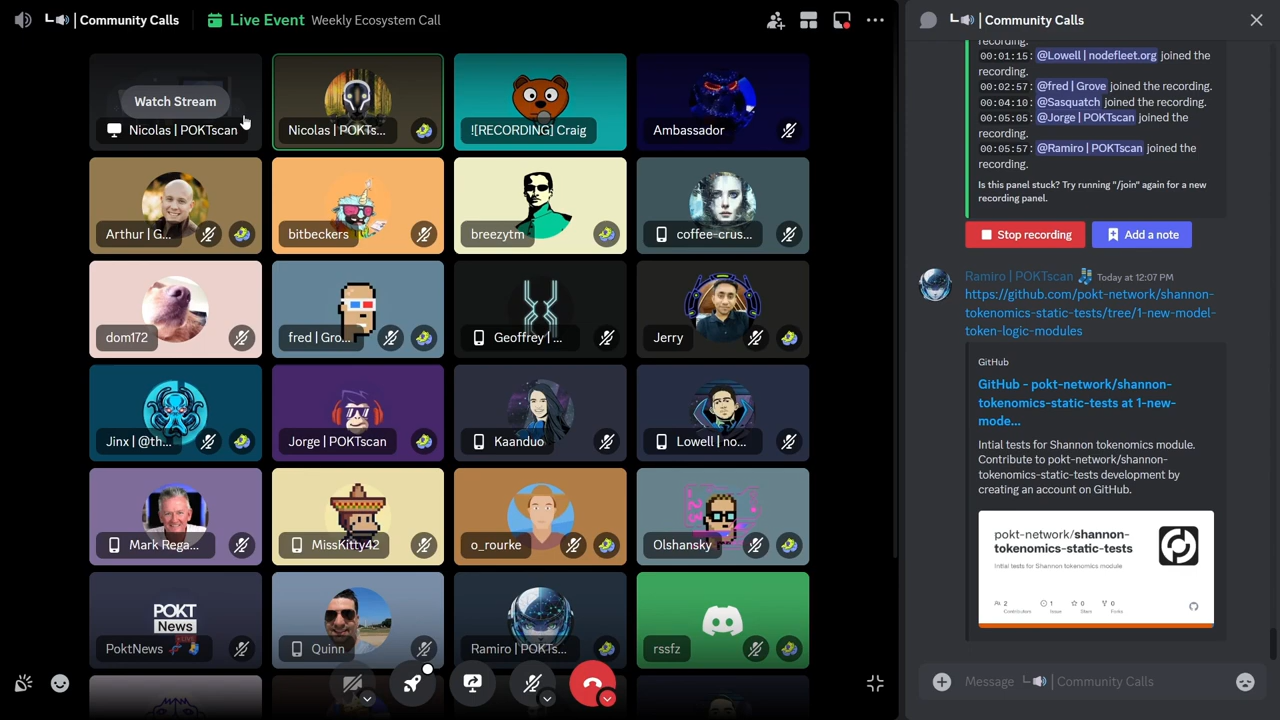 ┗🔊 | Community Calls
Live Event Weekly Ecosystem Call
Watch Stream
Nicolas | POKTscan
Nicolas | POKTs...
![RECORDING] Craig
Ambassador
Arthur | G...
bitbeckers
breezytm
coffee-crus...
dom172
fred | Gro...
Geoffrey | ...
Jerry
Jinx | @th...
Jorge | POKTscan
Kaanduo
Lowell | no...
Mark Rega...
MissKitty42
o_rourke
Olshansky
POKT
News
LIVE
PoktNews
Quinn
Ramiro | POKTs...
rssfz
┗🔊 | Community Calls
recording.
00:01:15: @Lowell | nodefleet.org joined the
recording.
00:02:57: @fred | Grove joined the recording.
00:04:10: @Sasquatch joined the recording.
00:05:05: @Jorge | POKTscan joined the
recording.
00:05:57: @Ramiro | POKTscan joined the
recording.
Is this panel stuck? Try running "/join" again for a new
recording panel.
Stop recording
Add a note
Ramiro | POKTscan Today at 12:07 PM
https://github.com/pokt-network/shannon-
tokenomics-static-tests/tree/1-new-model-
token-logic-modules
GitHub
GitHub - pokt-network/shannon-
tokenomics-static-tests at 1-new-
mode...
Intial tests for Shannon tokenomics module.
Contribute to pokt-network/shannon-
tokenomics-static-tests development by
creating an account on GitHub.
pokt-network/shannon-
tokenomics-static-tests
Intial tests for Shannon tokenomics module
2
Contributors
1
Issue
0
Stars
0
Forks
Message ┗🔊 | Community Calls